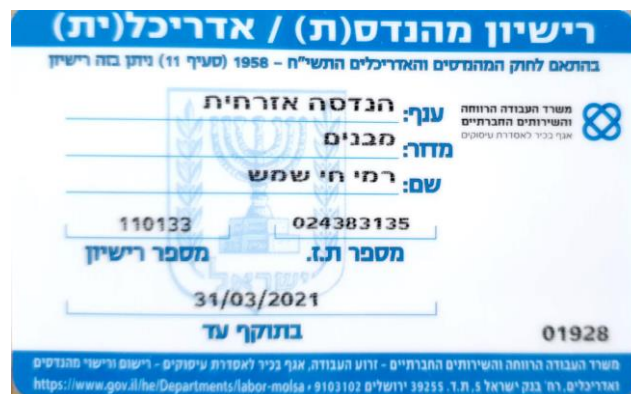 רישיון מהנדס(ת) / אדריכל(ית)
בהתאם לחוק המהנדסים והאדריכלים התשי"ח - 1958 (סעיף 11) ניתן בזה רישיון
משרד העבודה הרווחה
והשירותים החברתיים
אגף בכיר לאסדרת עיסוקים
ענף: הנדסה אזרחית
מדור: מבנים
שם: רמי חי שמש
024383135 110133
מספר ת.ז. מספר רישיון
ישראל
31/03/2021
בתוקף עד
01928
משרד העבודה הרווחה והשירותים החברתיים - זרוע העבודה, אגף בכיר לאסדרת עיסוקים - רישום ורישוי מהנדסים
ואדריכלים, רח' בנק ישראל 5, ת.ד. 39255 ירושלים 9103102 • https://www.gov.il/he/Departments/labor-molsa